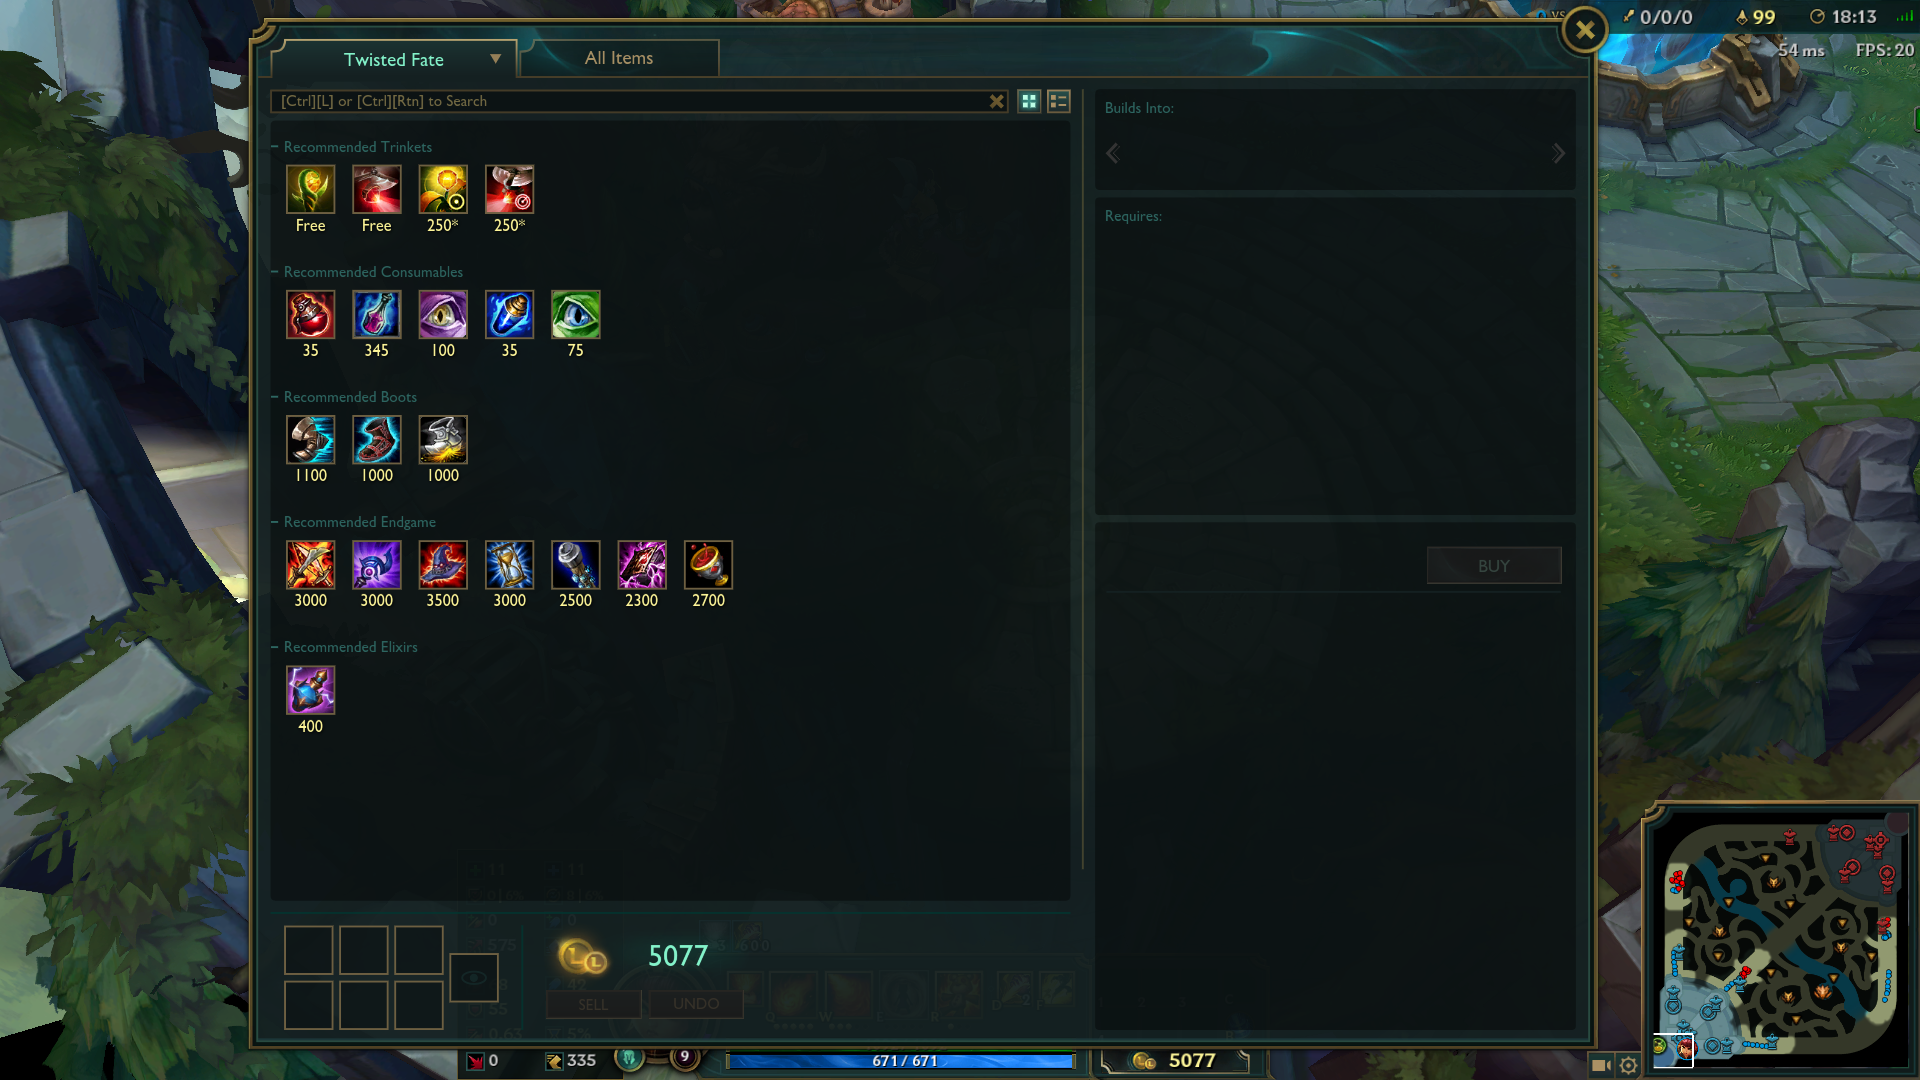 Twisted Fate
All Items
vs
0/0/0
99
18:13
54 ms
FPS: 20
[Ctrl][L] or [Ctrl][Rtn] to Search
Builds Into:
Recommended Trinkets
Free Free 250* 250*
Requires:
Recommended Consumables
35 345 100 35 75
Recommended Boots
1100 1000 1000
Recommended Endgame
3000 3000 3500 3000 2500 2300 2700
BUY
Recommended Elixirs
400
5077
SELL UNDO
Q W E R
0 335 9 671 / 671 5077